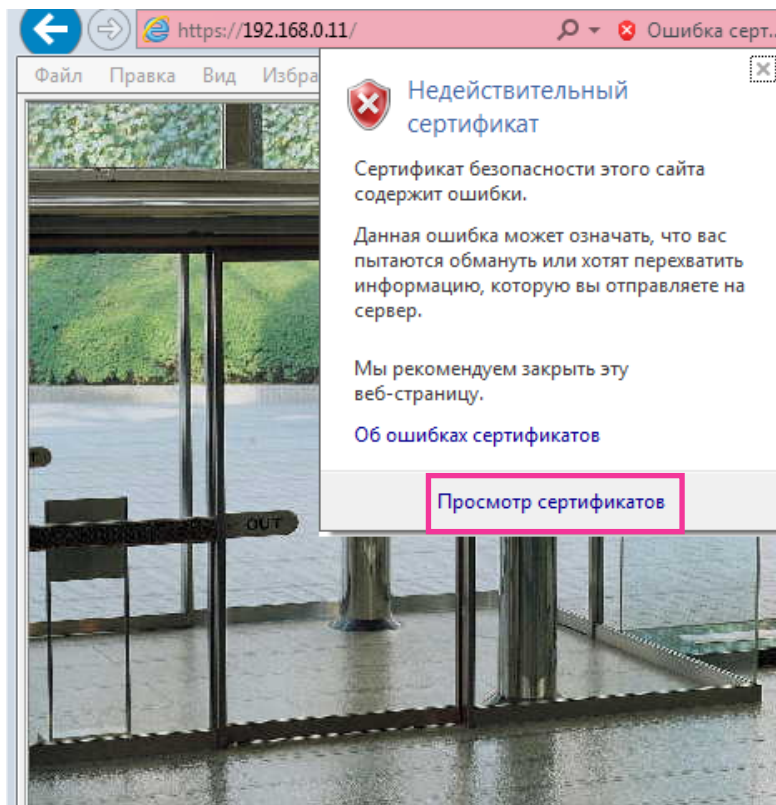 https://192.168.0.11/
Ошибка серт...
Файл Правка Вид Избра
Недействительный
сертификат
Сертификат безопасности этого сайта
содержит ошибки.
Данная ошибка может означать, что вас
пытаются обмануть или хотят перехватить
информацию, которую вы отправляете на
сервер.
Мы рекомендуем закрыть эту
веб-страницу.
Об ошибках сертификатов
Просмотр сертификатов
OUT